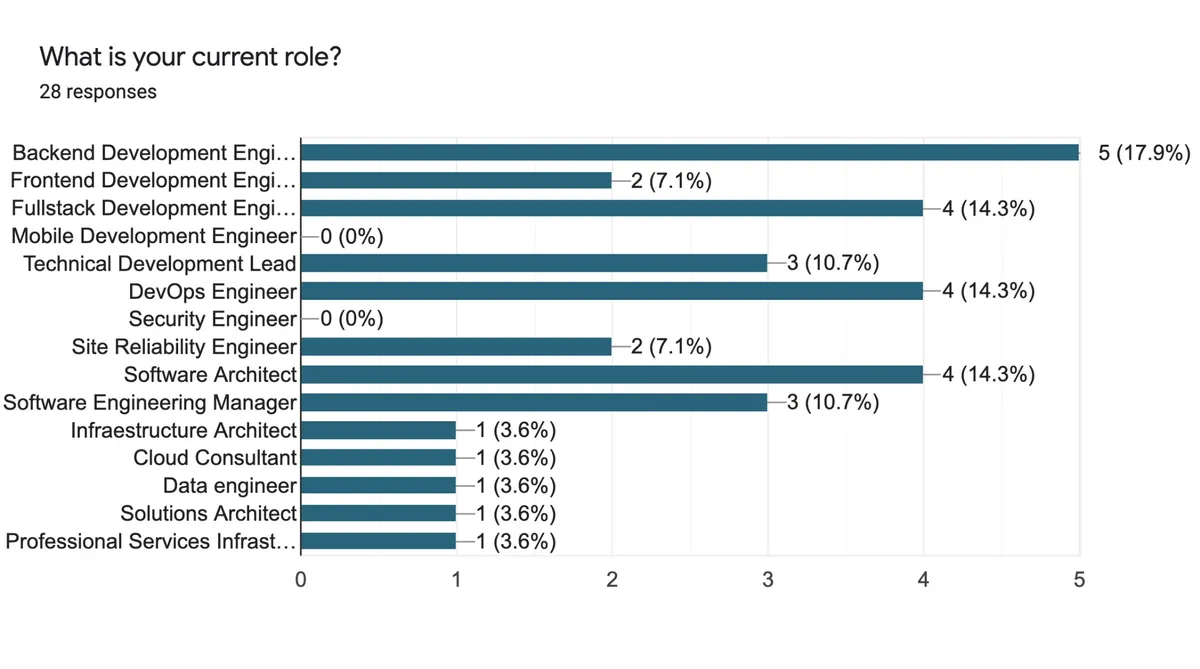 What is your current role?
28 responses
Backend Development Engi… 5 (17.9%)
Frontend Development Engi… 2 (7.1%)
Fullstack Development Engi… 4 (14.3%)
Mobile Development Engineer 0 (0%)
Technical Development Lead 3 (10.7%)
DevOps Engineer 4 (14.3%)
Security Engineer 0 (0%)
Site Reliability Engineer 2 (7.1%)
Software Architect 4 (14.3%)
Software Engineering Manager 3 (10.7%)
Infraestructure Architect 1 (3.6%)
Cloud Consultant 1 (3.6%)
Data engineer 1 (3.6%)
Solutions Architect 1 (3.6%)
Professional Services Infrast… 1 (3.6%)
0 1 2 3 4 5